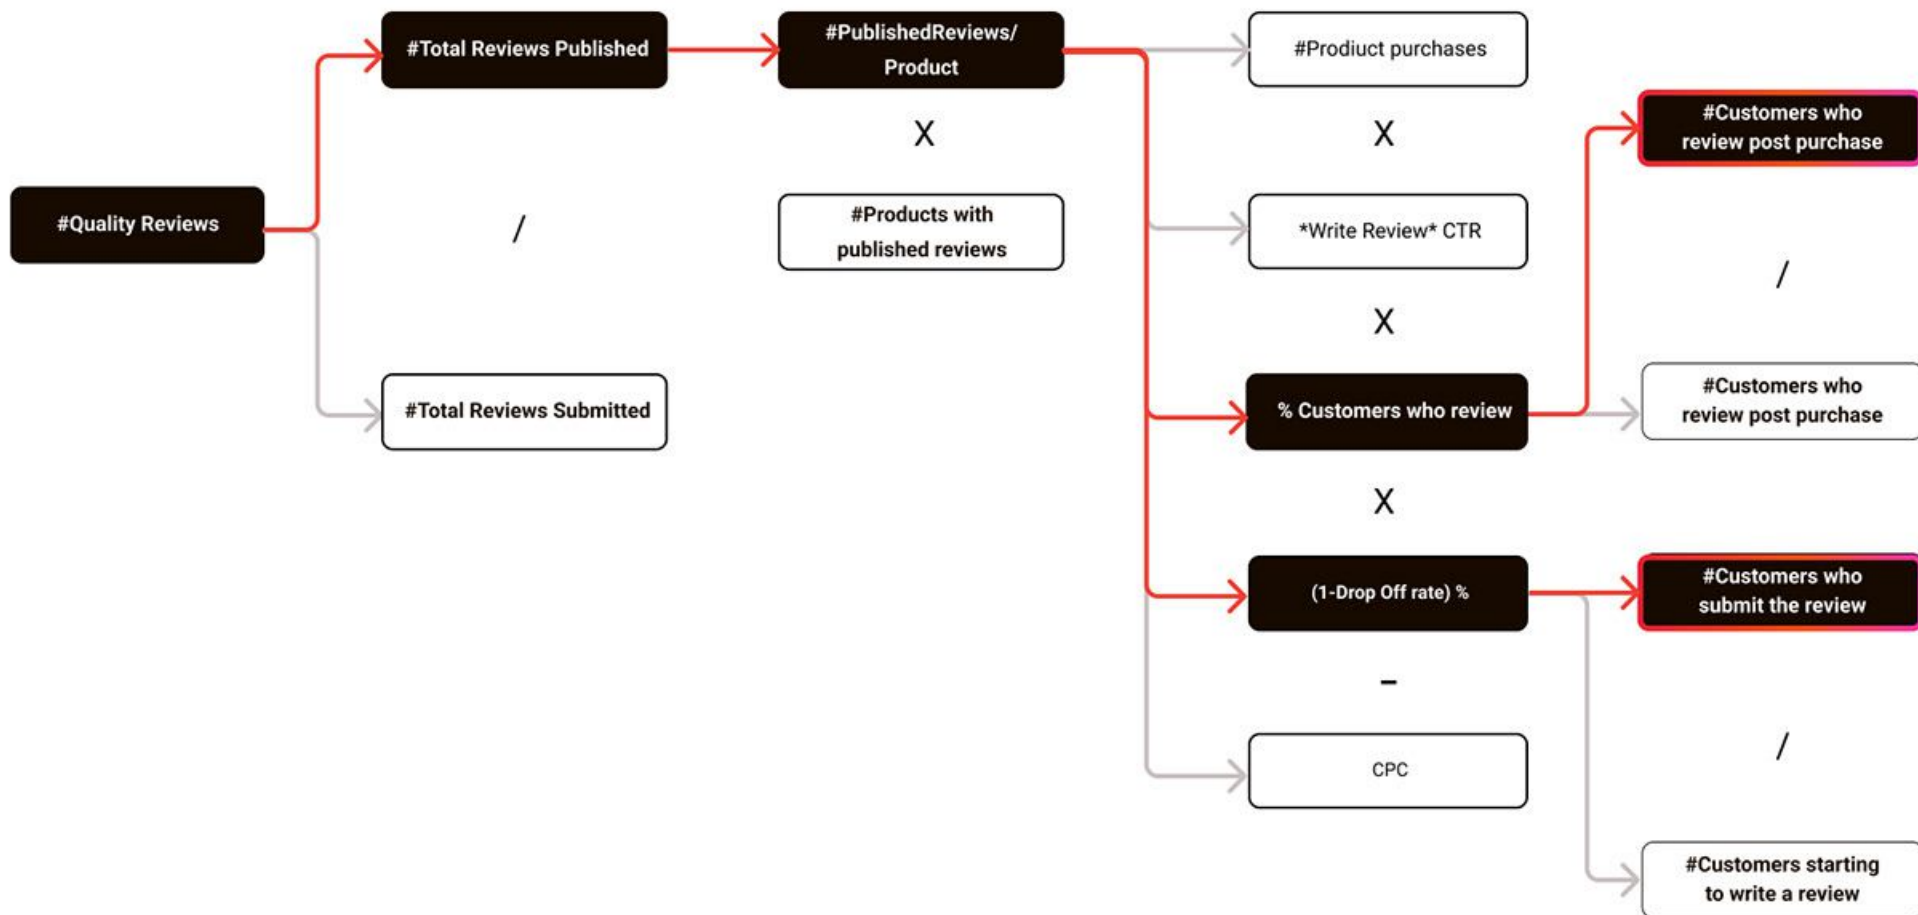 #Quality Reviews
#Total Reviews Published
/
#Total Reviews Submitted
#PublishedReviews/
Product
X
#Products with
published reviews
#Prodiuct purchases
X
*Write Review* CTR
X
% Customers who review
X
(1-Drop Off rate) %
–
CPC
#Customers who
review post purchase
/
#Customers who
review post purchase
#Customers who
submit the review
/
#Customers starting
to write a review